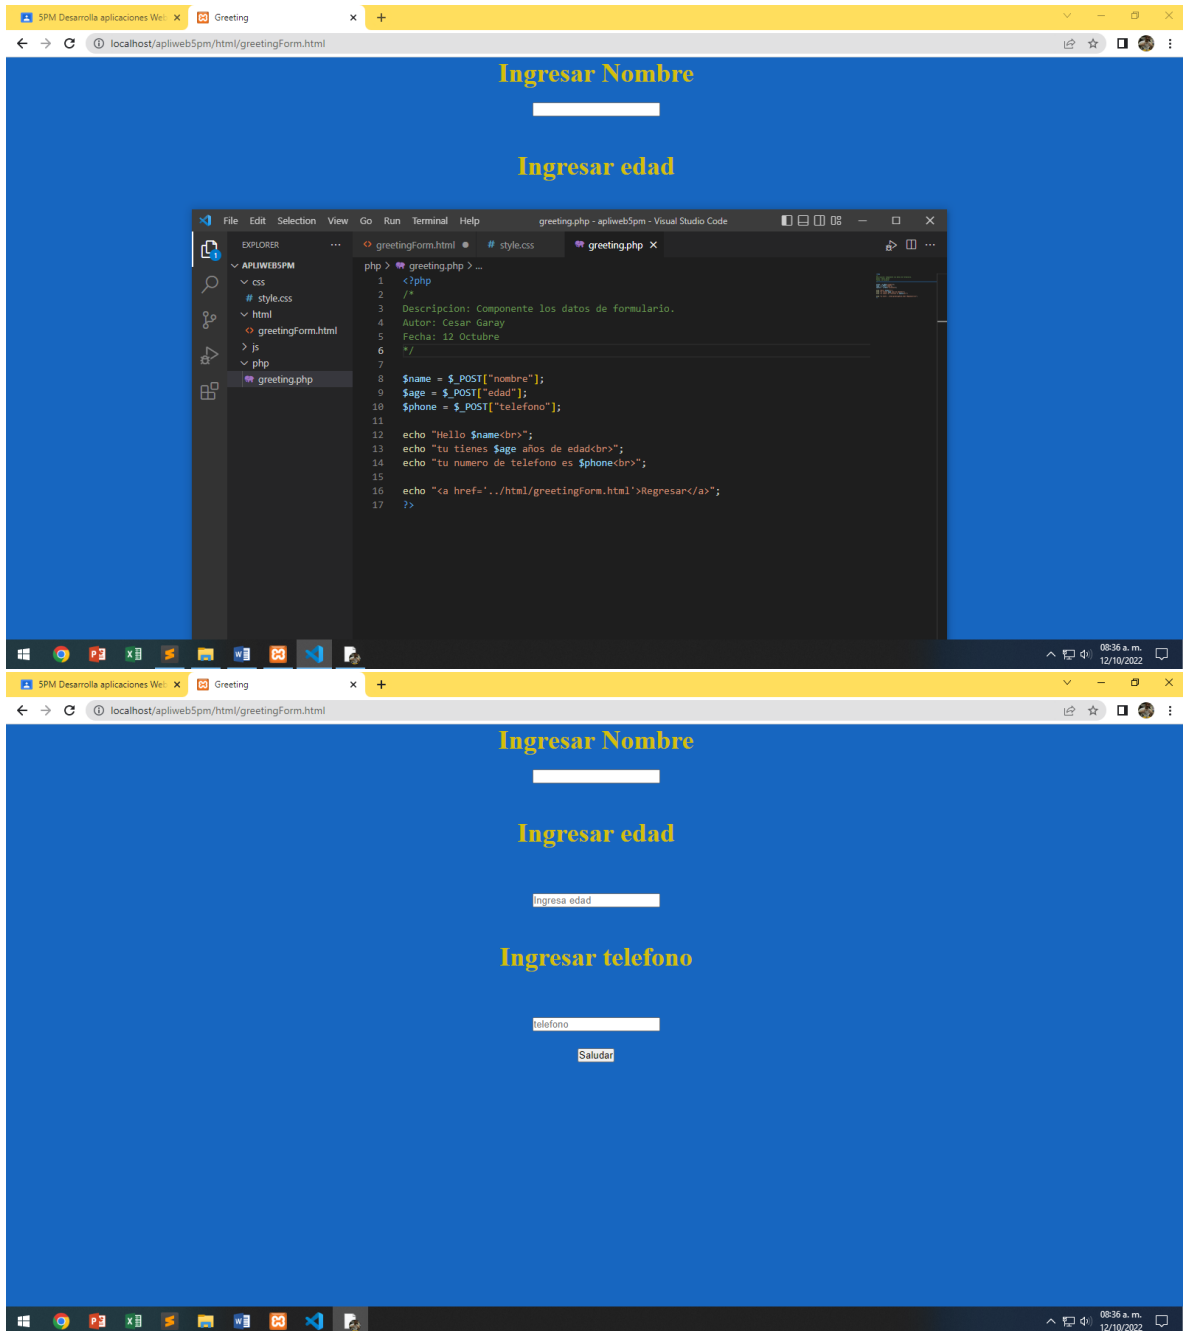 5PM Desarrolla aplicaciones Web
Greeting
localhost/apliweb5pm/html/greetingForm.html
Ingresar Nombre
Ingresar edad
File Edit Selection View Go Run Terminal Help greeting.php - apliweb5pm - Visual Studio Code
EXPLORER
greetingForm.html
# style.css
greeting.php
APLIWEB5PM
php > greeting.php > ...
css
# style.css
html
greetingForm.html
js
php
greeting.php
1 <?php
2 /*
3 Descripcion: Componente los datos de formulario.
4 Autor: Cesar Garay
5 Fecha: 12 Octubre
6 */
7
8 $name = $_POST["nombre"];
9 $age = $_POST["edad"];
10 $phone = $_POST["telefono"];
11
12 echo "Hello $name<br>";
13 echo "tu tienes $age años de edad<br>";
14 echo "tu numero de telefono es $phone<br>";
15
16 echo "<a href='../html/greetingForm.html'>Regresar</a>";
17 ?>
08:36 a. m.
12/10/2022
5PM Desarrolla aplicaciones Web
Greeting
localhost/apliweb5pm/html/greetingForm.html
Ingresar Nombre
Ingresar edad
Ingresa edad
Ingresar telefono
telefono
Saludar
08:36 a. m.
12/10/2022